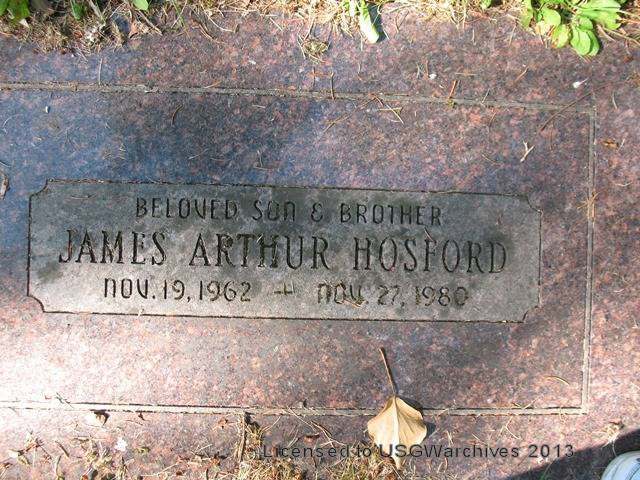 BELOVED SON & BROTHER
JAMES ARTHUR HOSFORD
NOV. 19, 1962 — NOV. 27, 1980
Licensed to USGWarchives 2013